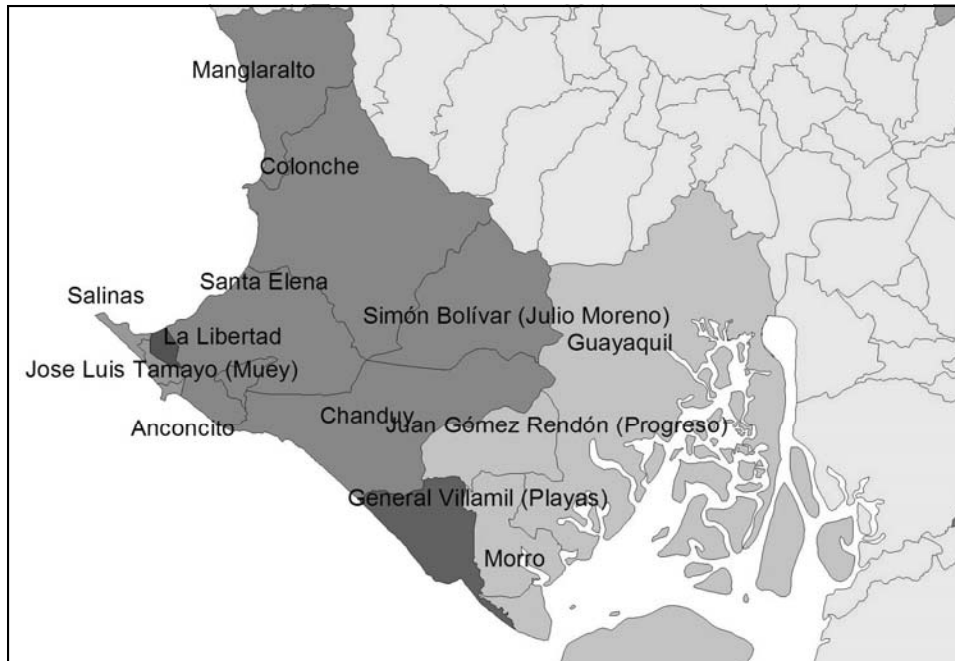 Manglaralto
Colonche
Santa Elena
Salinas
Simón Bolívar (Julio Moreno)
La Libertad
Guayaquil
Jose Luis Tamayo (Muey)
Chanduy
Juan Gómez Rendón (Progreso)
Anconcito
General Villamil (Playas)
Morro